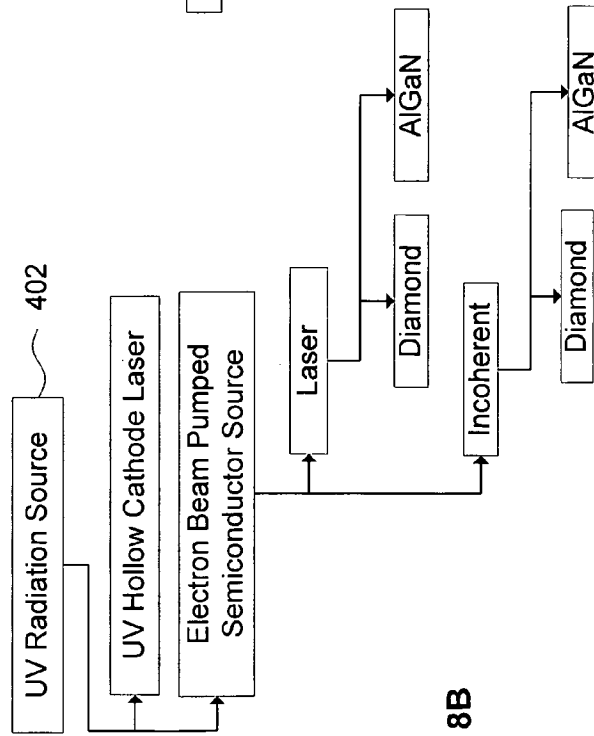 UV Radiation Source
402
UV Hollow Cathode Laser
Electron Beam Pumped
Semiconductor Source
Laser
Diamond
AlGaN
Incoherent
Diamond
AlGaN
8B